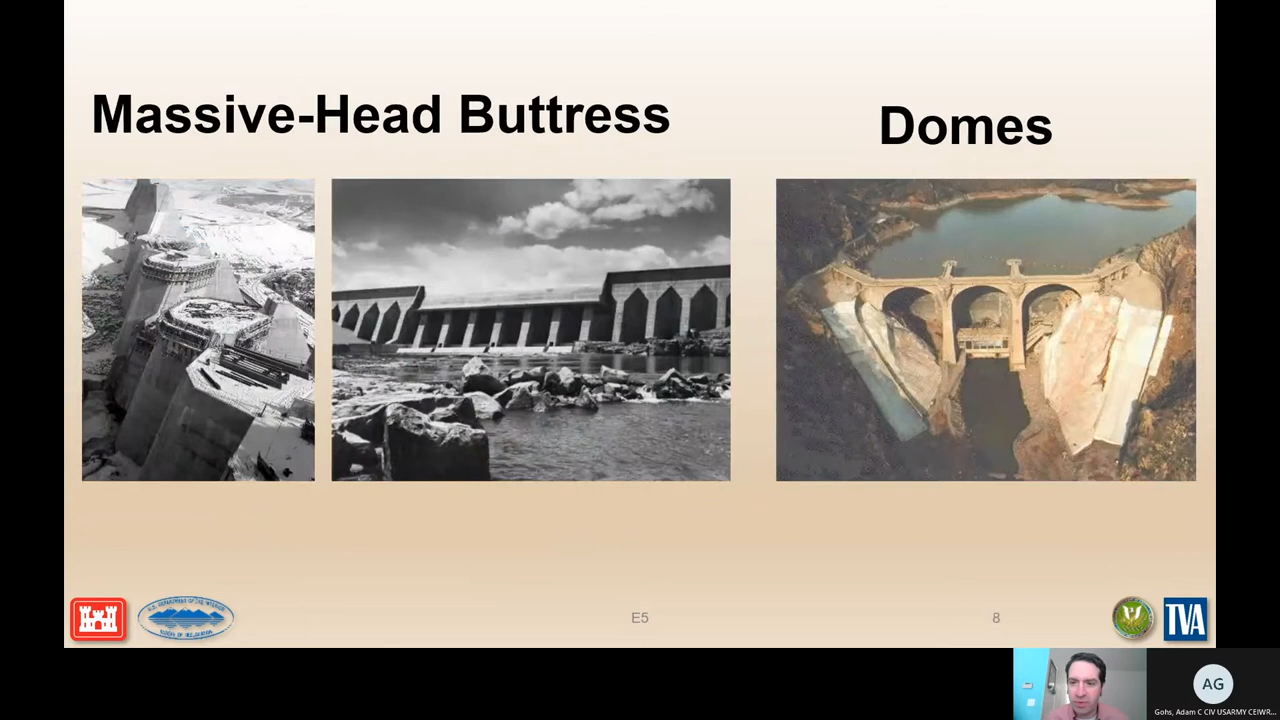 Massive-Head Buttress
Domes
E5
8
TVA
AG
Gohs, Adam C CIV USARMY CEIWR...